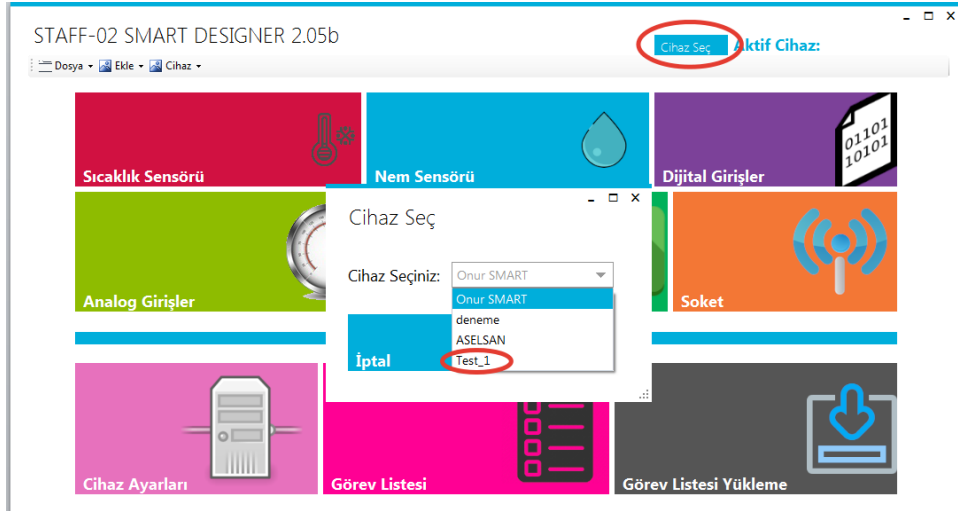 STAFF-02 SMART DESIGNER 2.05b
Cihaz Seç
Aktif Cihaz:
Dosya
Ekle
Cihaz
Sıcaklık Sensörü
Nem Sensörü
Dijital Girişler
01101
10101
Analog Girişler
Soket
Cihaz Seç
Cihaz Seçiniz:
Onur SMART
Onur SMART
deneme
ASELSAN
Test_1
İptal
Cihaz Ayarları
Görev Listesi
Görev Listesi Yükleme